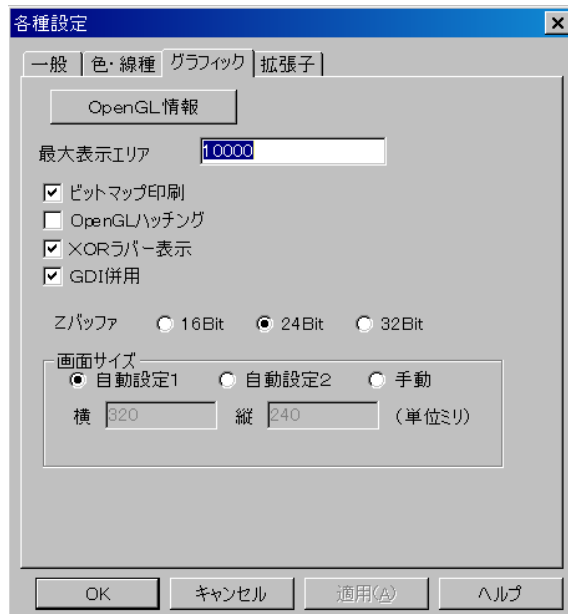 各種設定
一般 色・線種 グラフィック 拡張子
OpenGL情報
最大表示エリア 10000
ビットマップ印刷
OpenGLハッチング
XORラバー表示
GDI併用
Zバッファ 16Bit 24Bit 32Bit
画面サイズ
自動設定1 自動設定2 手動
横 320 縦 240 (単位ミリ)
OK キャンセル 適用(A) ヘルプ